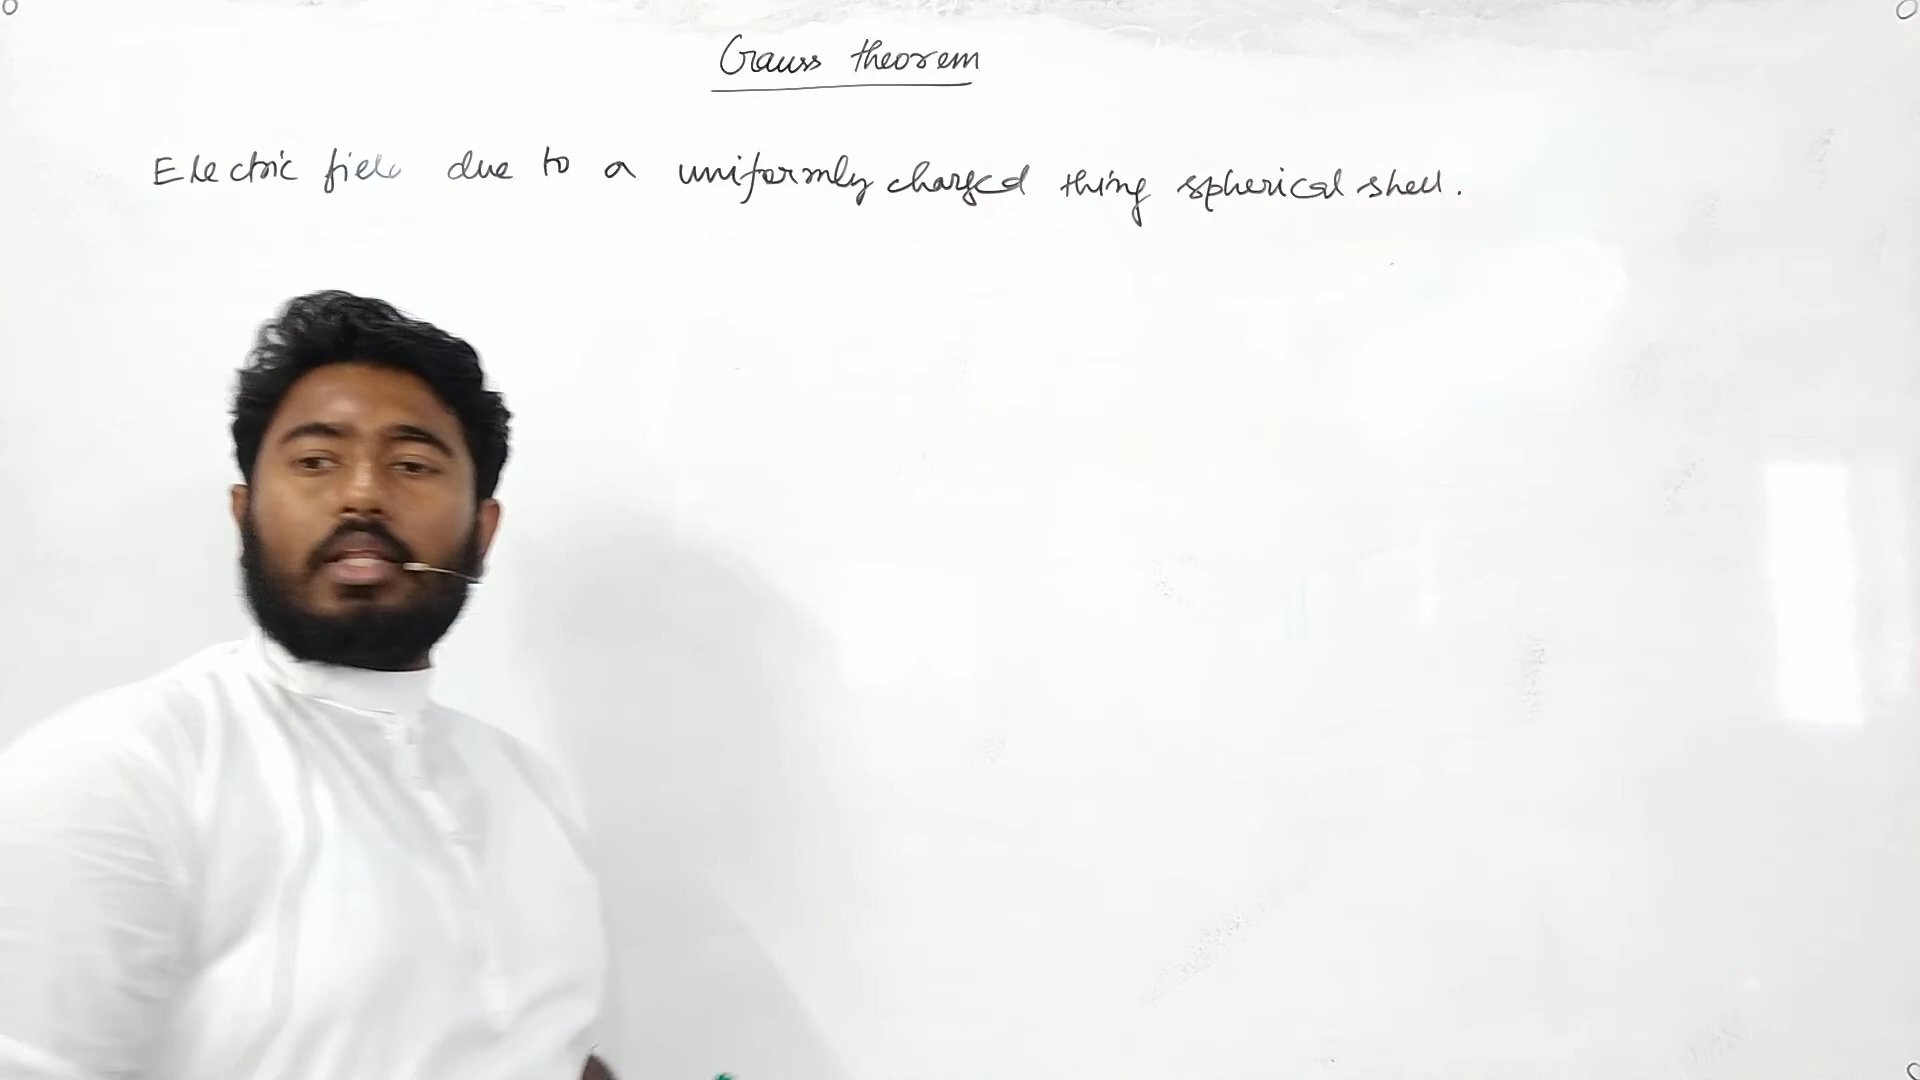 Gauss theorem
Electric field due to a uniformly charged thing spherical shell.